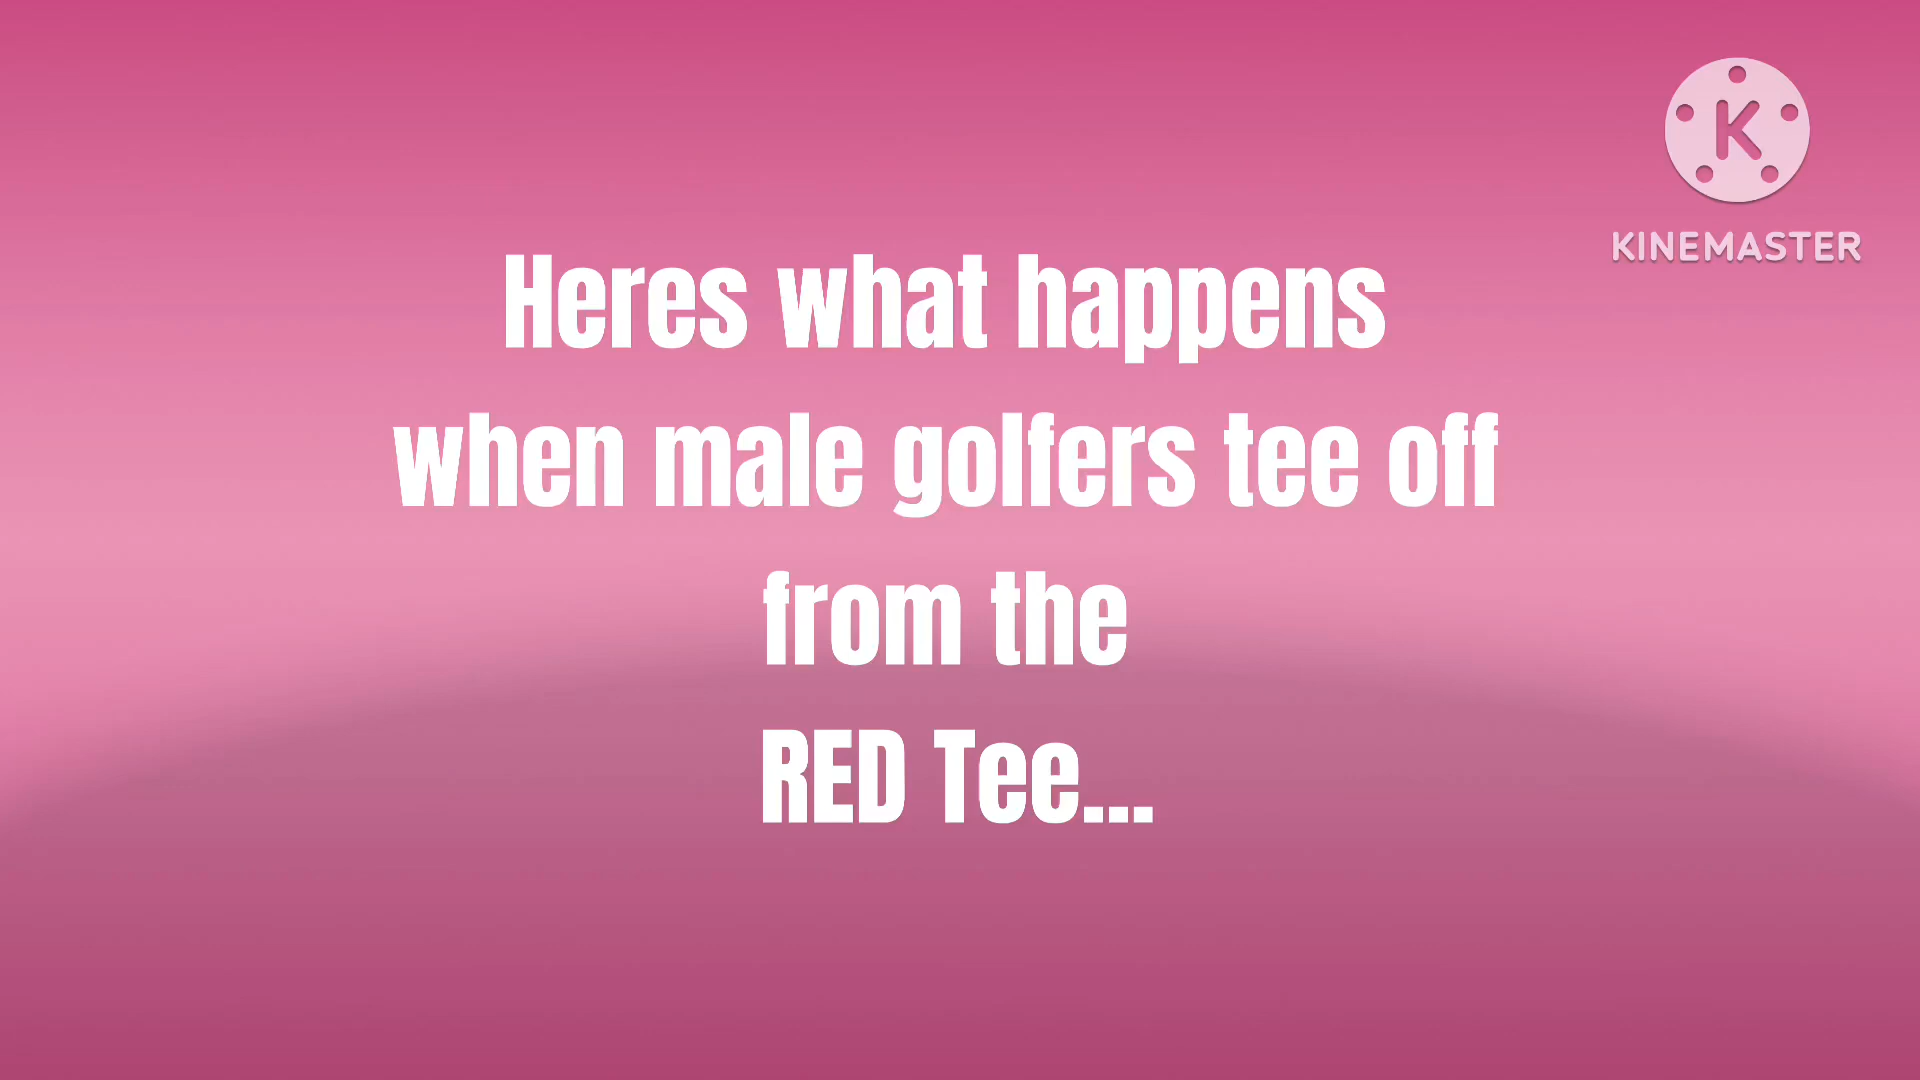 K
KINEMASTER
Heres what happens
when male golfers tee off
from the
RED Tee...